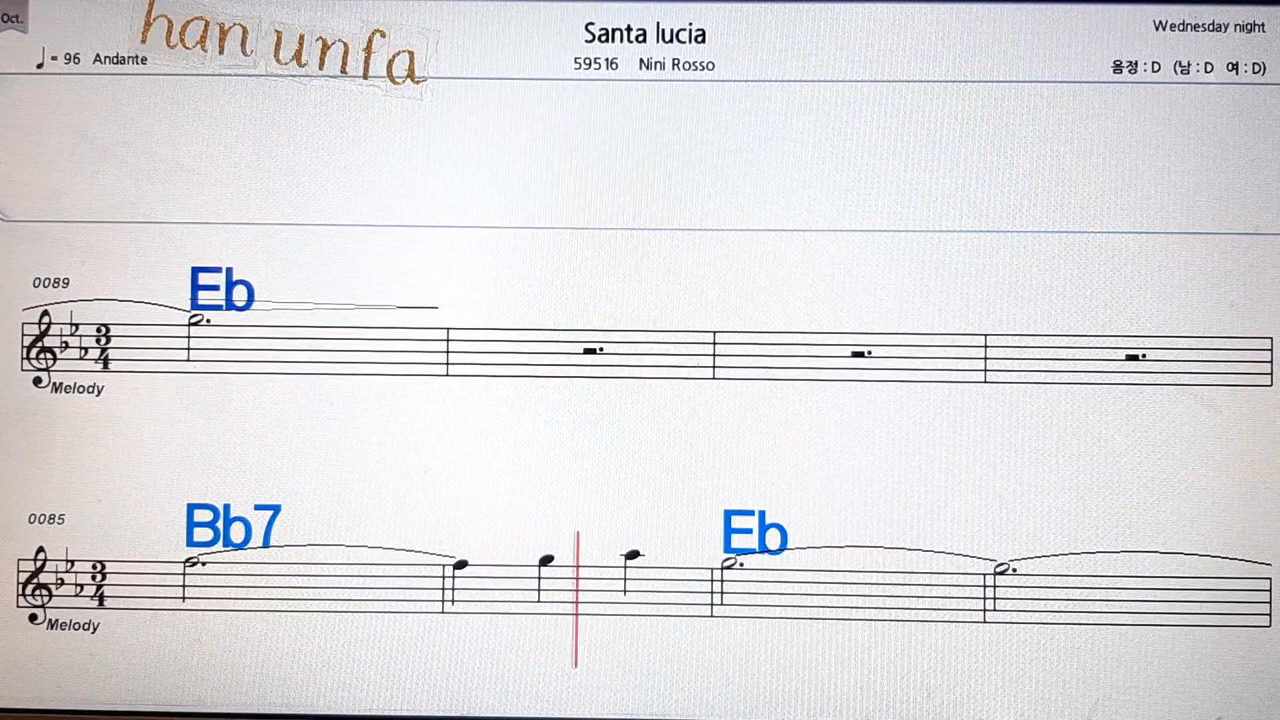 Oct.
han unfa
Santa lucia
Wednesday night
♩= 96 Andante
59516 Nini Rosso
음정 : D (남 : D 여 : D)
0089
Eb
3
4
Melody
0085
Bb7
Eb
3
4
Melody